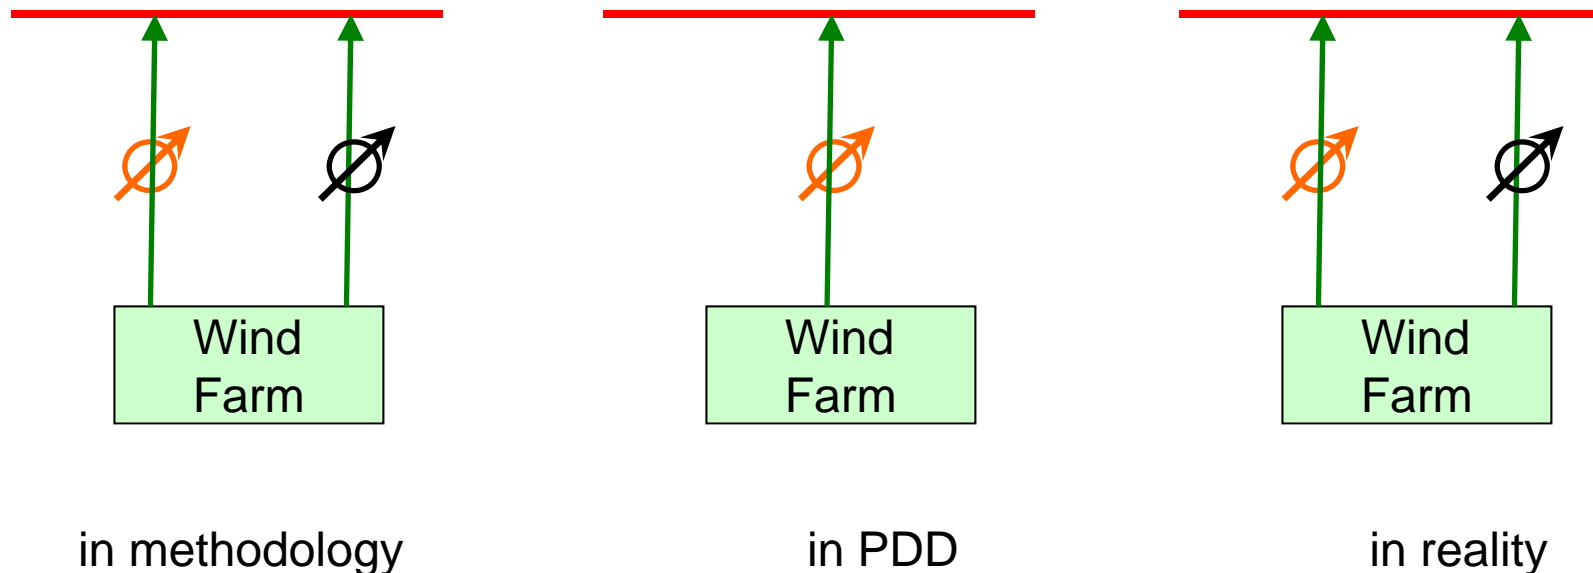 Wind
Farm
Wind
Farm
Wind
Farm
in methodology
in PDD
in reality